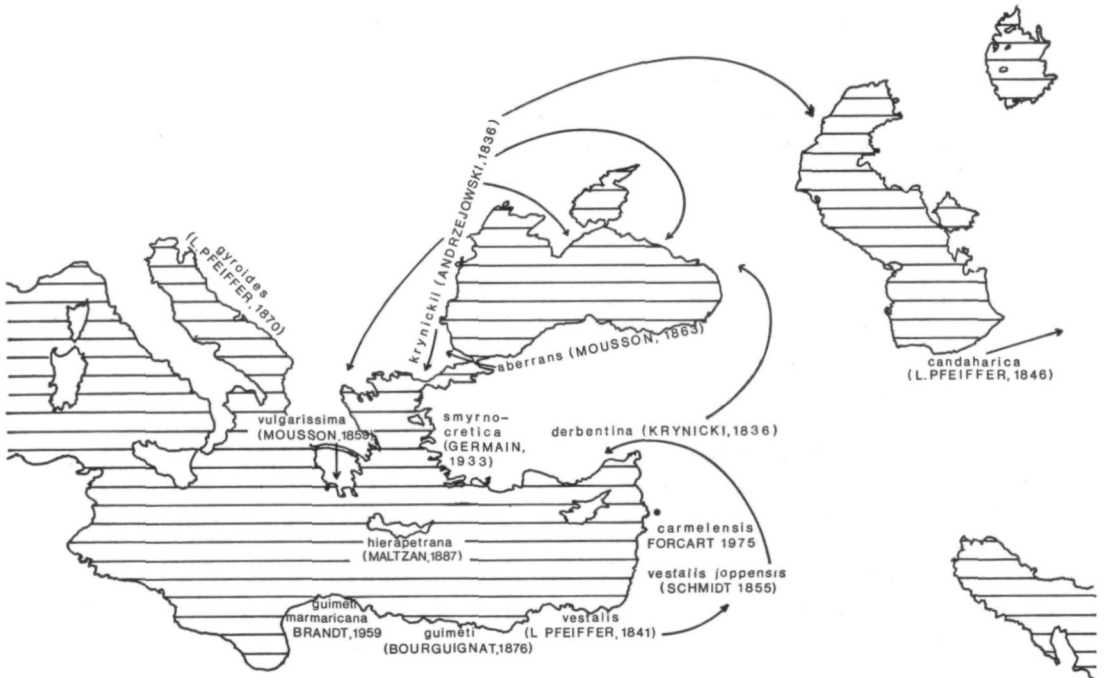 krynickii (ANDRZEJOWSKI,1836)
gyroides
(L. PFEIFFER, 1870)
aberrans (MOUSSON, 1863)
candaharica
(L.PFEIFFER, 1846)
vulgarissima
(MOUSSON, 1859)
smyrno-
cretica
(GERMAIN,
1933)
derbentina (KRYNICKI,1836)
carmelensis
FORCART 1975
hierapetrana
(MALTZAN,1887)
vestalis joppensis
(SCHMIDT 1855)
guimeti
marmaricana
BRANDT,1959
guimeti
(BOURGUIGNAT,1876)
vestalis
(L PFEIFFER, 1841)